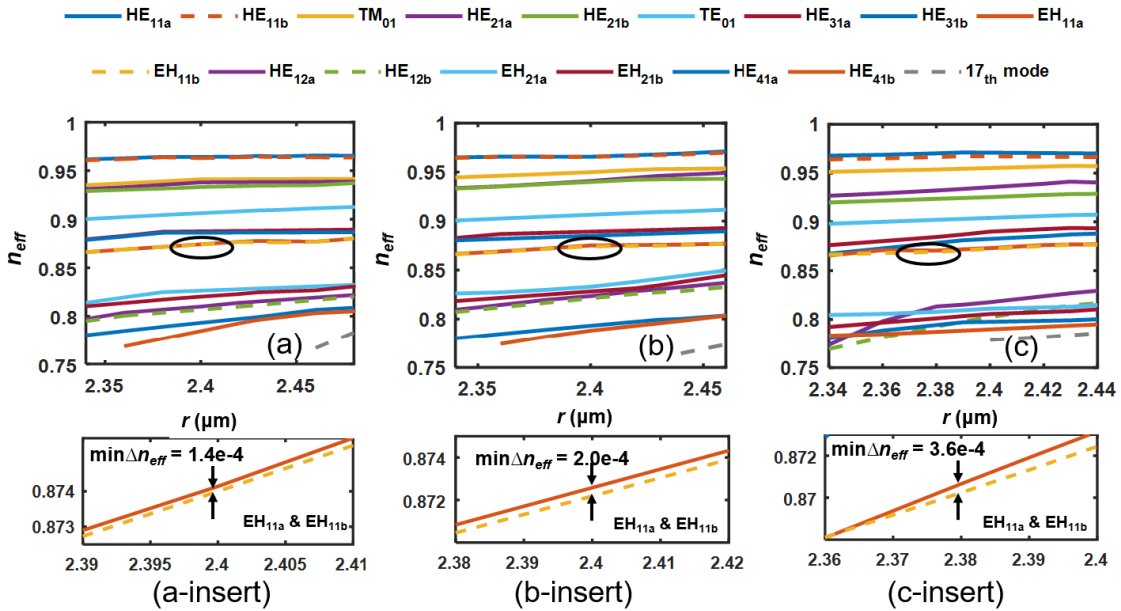 HE11a HE11b TM01 HE21a HE21b TE01 HE31a HE31b EH11a
EH11b HE12a HE12b EH21a EH21b HE41a HE41b 17th mode
neff
1
0.95
0.9
0.85
0.8
0.75
(a)
2.35 2.4 2.45
r (μm)
1
0.95
0.9
0.85
0.8
0.75
(b)
2.35 2.4 2.45
r (μm)
1
0.95
0.9
0.85
0.8
0.75
(c)
2.34 2.36 2.38 2.4 2.42 2.44
r (μm)
min Δneff = 1.4e-4
0.874
0.873
EH11a & EH11b
2.39 2.395 2.4 2.405 2.41
(a-insert)
min Δneff = 2.0e-4
0.874
0.872
EH11a & EH11b
2.38 2.39 2.4 2.41 2.42
(b-insert)
min Δneff = 3.6e-4
0.872
0.87
EH11a & EH11b
2.36 2.37 2.38 2.39 2.4
(c-insert)